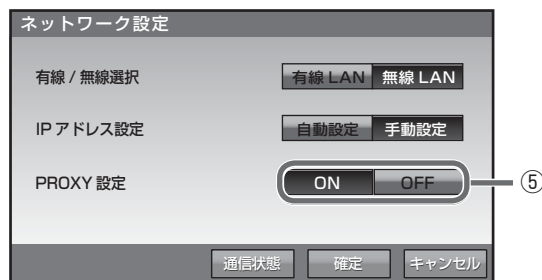 ネットワーク設定
有線 / 無線選択 有線 LAN 無線 LAN
IP アドレス設定 自動設定 手動設定
PROXY 設定 ON OFF ⑤
通信状態 確定 キャンセル